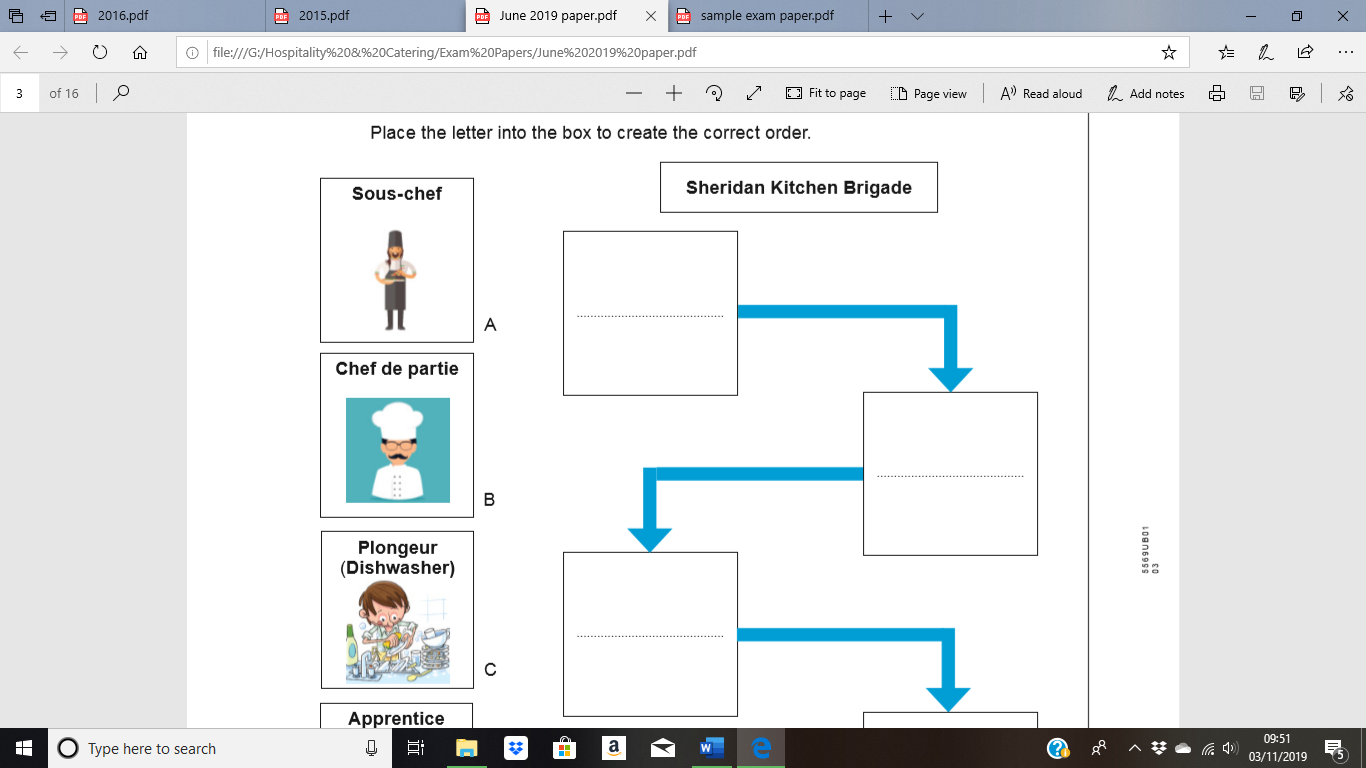 2016.pdf
2015.pdf
June 2019 paper.pdf
sample exam paper.pdf
file:///G:/Hospitality%20&%20Catering/Exam%20Papers/June%202019%20paper.pdf
3 of 16
Fit to page
Page view
Read aloud
Add notes
Place the letter into the box to create the correct order.
Sheridan Kitchen Brigade
Sous-chef
A
Chef de partie
B
Plongeur
(Dishwasher)
C
Apprentice
5569UB01
03
Type here to search
a
09:51
03/11/2019
5